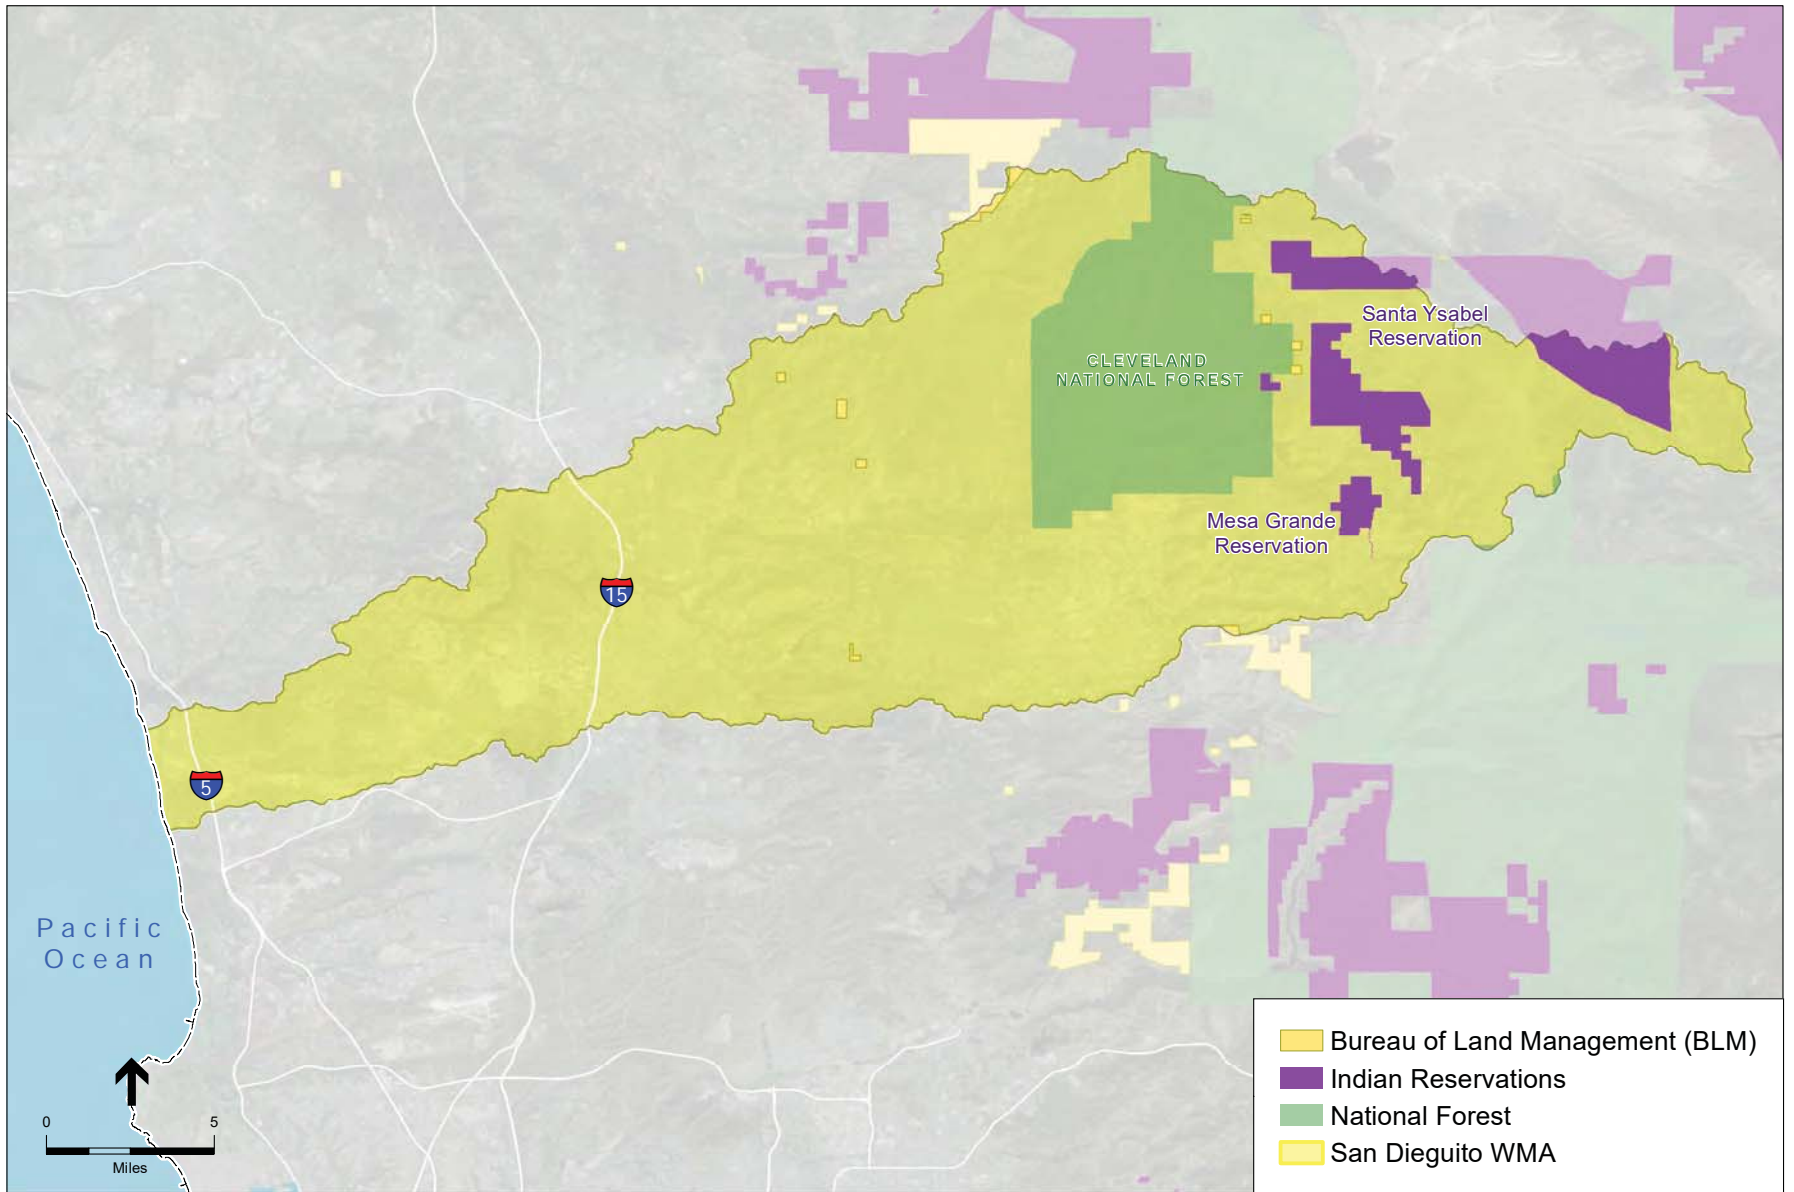 Santa Ysabel
Reservation
CLEVELAND
NATIONAL FOREST
Mesa Grande
Reservation
15
5
Pacific
Ocean
0 5
Miles
Bureau of Land Management (BLM)
Indian Reservations
National Forest
San Dieguito WMA